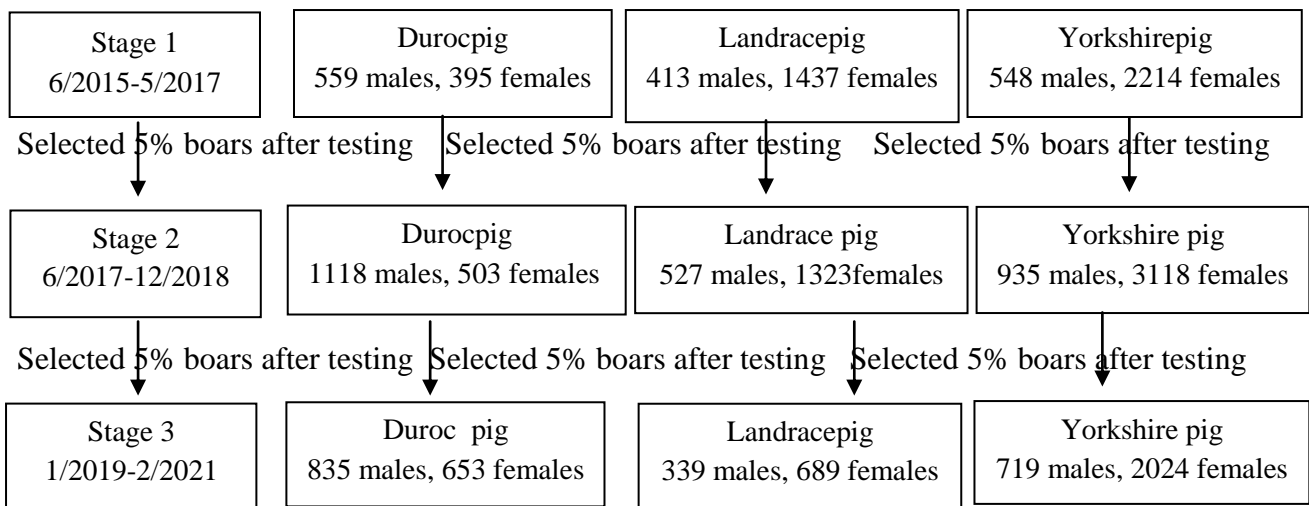 Stage 1
6/2015-5/2017
Durocpig
559 males, 395 females
Landracepig
413 males, 1437 females
Yorkshirepig
548 males, 2214 females
Selected 5% boars after testing
Selected 5% boars after testing
Selected 5% boars after testing
Stage 2
6/2017-12/2018
Durocpig
1118 males, 503 females
Landrace pig
527 males, 1323females
Yorkshire pig
935 males, 3118 females
Selected 5% boars after testing
Selected 5% boars after testing
Selected 5% boars after testing
Stage 3
1/2019-2/2021
Duroc pig
835 males, 653 females
Landracepig
339 males, 689 females
Yorkshire pig
719 males, 2024 females